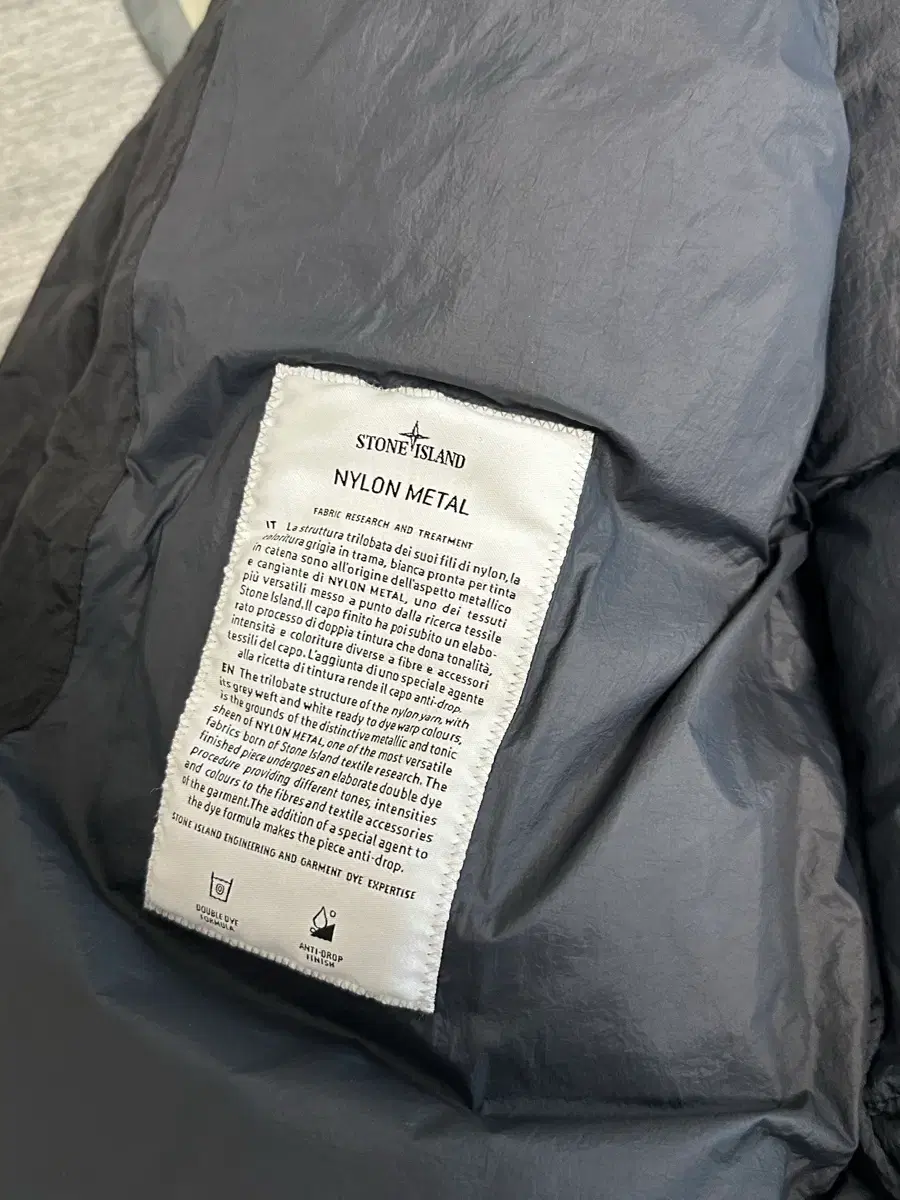 STONE ISLAND
NYLON METAL
FABRIC RESEARCH AND TREATMENT
IT La struttura trilobata dei suoi fili di nylon, la
coloritura grigia in trama, bianca pronta per tinta
in catena sono all'origine dell'aspetto metallico
e cangiante di NYLON METAL, uno dei tessuti
più versatili messo a punto dalla ricerca tessile
Stone Island. Il capo finito ha poi subito un elabo-
rato processo di doppia tintura che dona tonalità,
intensità e coloriture diverse a fibre e accessori
tessili del capo. L'aggiunta di uno speciale agente
alla ricetta di tintura rende il capo anti-drop.
EN The trilobate structure of the nylon yarn, with
its grey weft and white ready to dye warp colours,
is the grounds of the distinctive metallic and tonic
sheen of NYLON METAL, one of the most versatile
fabrics born of Stone Island textile research. The
finished piece undergoes an elaborate double dye
procedure providing different tones, intensities
and colours to the fibres and textile accessories
of the garment.The addition of a special agent to
the dye formula makes the piece anti-drop.
STONE ISLAND ENGINEERING AND GARMENT DYE EXPERTISE
DOUBLE DYE
FORMULA
ANTI-DROP
FINISH